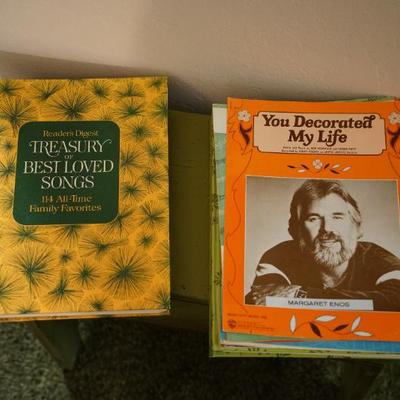 Reader's Digest
TREASURY
OF
BEST LOVED
SONGS
114 All-Time
Family Favorites
You Decorated
My Life
MARGARET ENOS